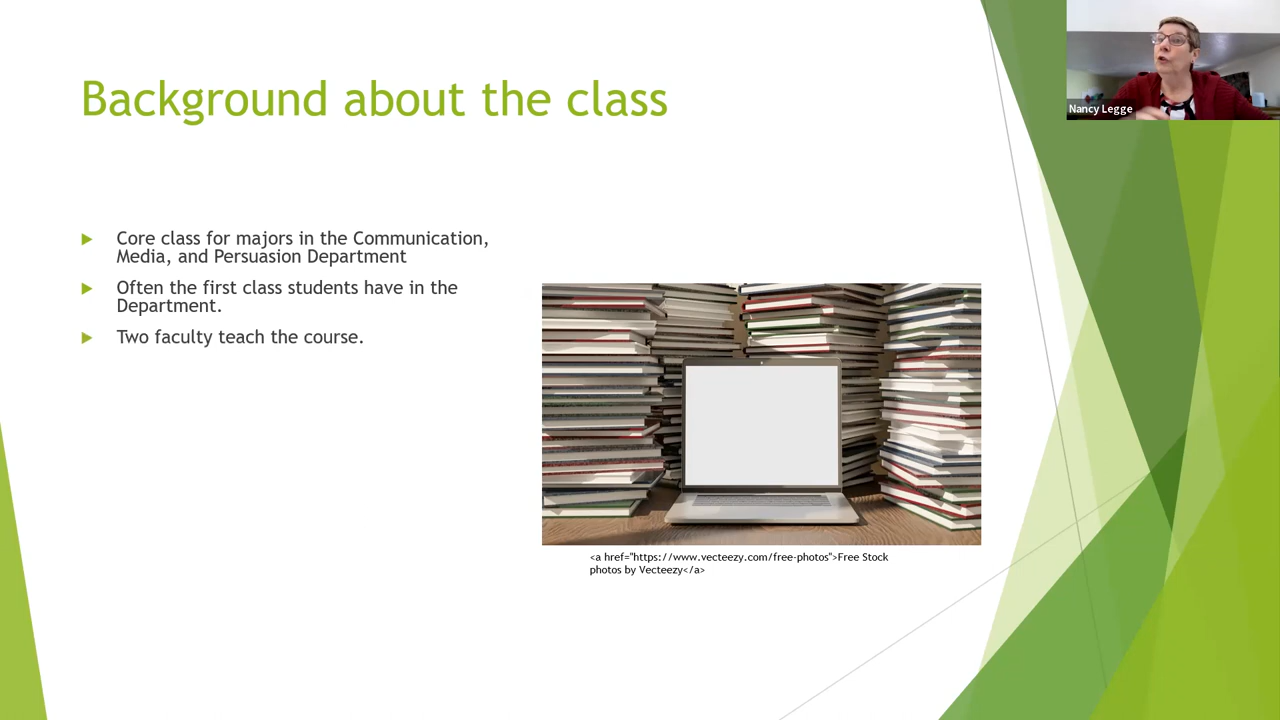 Background about the class
Nancy Legge
Core class for majors in the Communication,
Media, and Persuasion Department
Often the first class students have in the
Department.
Two faculty teach the course.
<a href="https://www.vecteezy.com/free-photos">Free Stock
photos by Vecteezy</a>